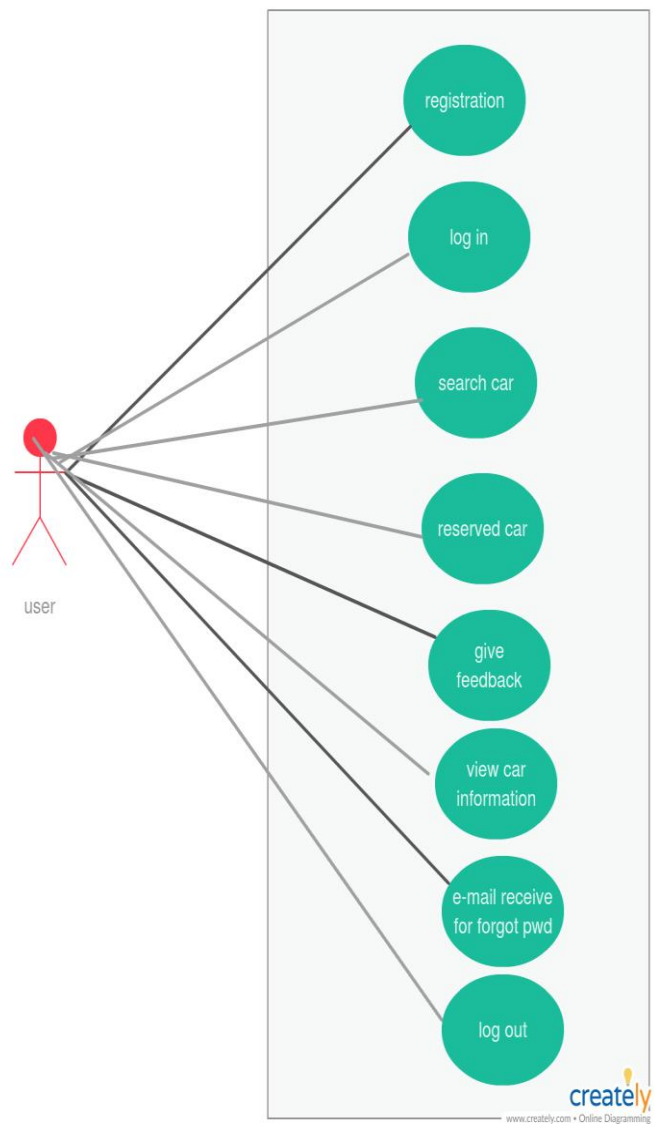 registration
log in
search car
reserved car
user
give
feedback
view car
information
e-mail receive
for forgot pwd
log out
creately
www.creately.com • Online Diagramming